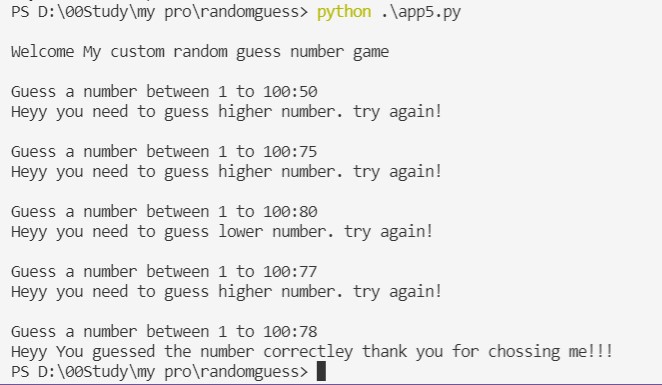 PS D:\00Study\my pro\randomguess> python .\app5.py
Welcome My custom random guess number game
Guess a number between 1 to 100:50
Heyy you need to guess higher number. try again!
Guess a number between 1 to 100:75
Heyy you need to guess higher number. try again!
Guess a number between 1 to 100:80
Heyy you need to guess lower number. try again!
Guess a number between 1 to 100:77
Heyy you need to guess higher number. try again!
Guess a number between 1 to 100:78
Heyy You guessed the number correctley thank you for chossing me!!!
PS D:\00Study\my pro\randomguess>